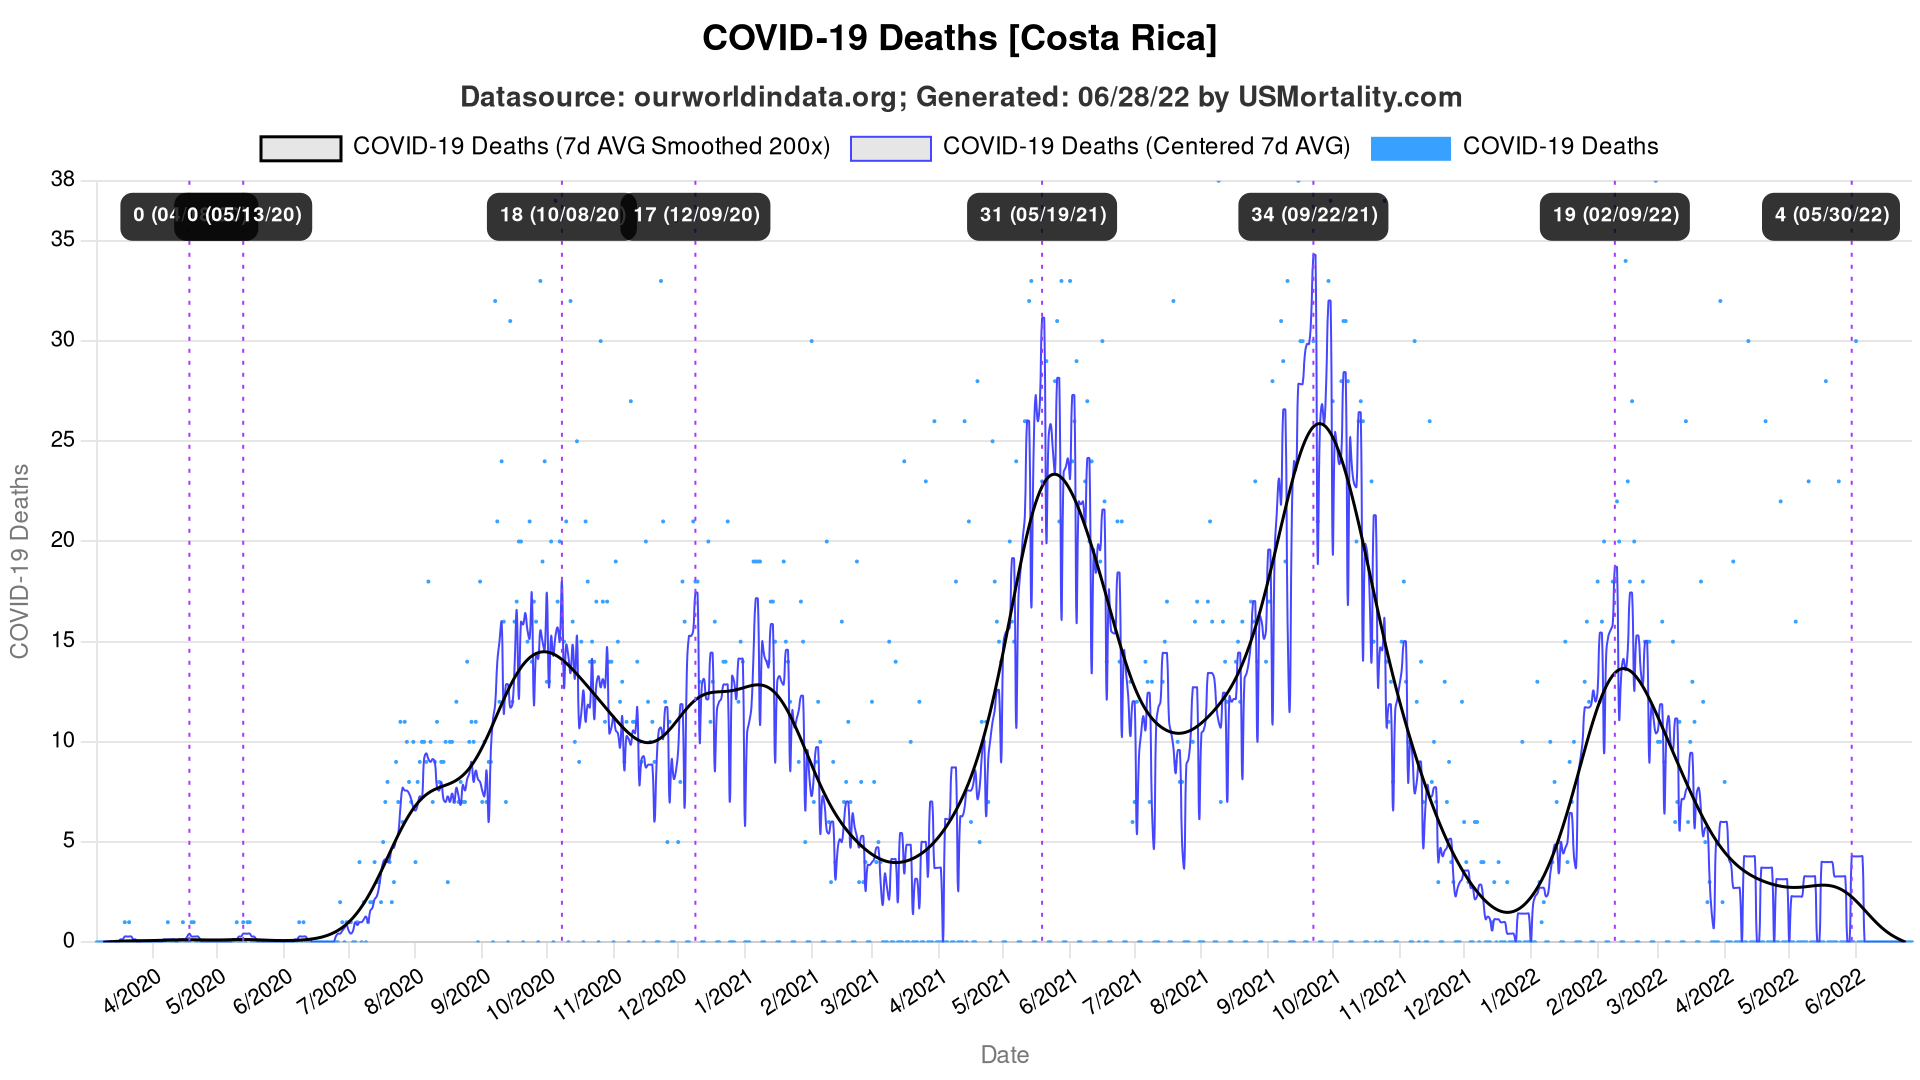 COVID-19 Deaths [Costa Rica]
Datasource: ourworldindata.org; Generated: 06/28/22 by USMortality.com
COVID-19 Deaths (7d AVG Smoothed 200x) COVID-19 Deaths (Centered 7d AVG) COVID-19 Deaths
38
0 (04/ 0 (05/13/20) 18 (10/08/20) 17 (12/09/20) 31 (05/19/21) 34 (09/22/21) 19 (02/09/22) 4 (05/30/22)
35
30
25
20
15
10
5
0
COVID-19 Deaths
4/2020 5/2020 6/2020 7/2020 8/2020 9/2020 10/2020 11/2020 12/2020 1/2021 2/2021 3/2021 4/2021 5/2021 6/2021 7/2021 8/2021 9/2021 10/2021 11/2021 12/2021 1/2022 2/2022 3/2022 4/2022 5/2022 6/2022
Date